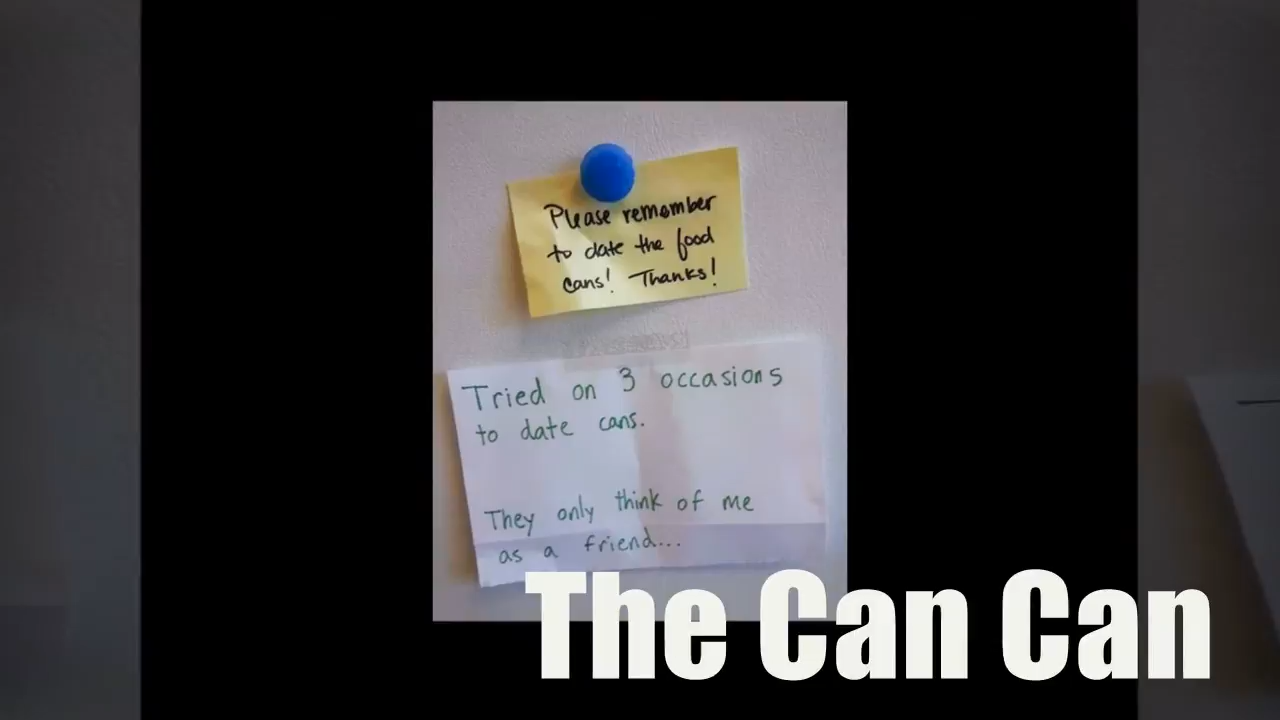 Please remember
to date the food
cans! Thanks!
Tried on 3 occasions
to date cans.
They only think of me
as a friend...
The Can Can